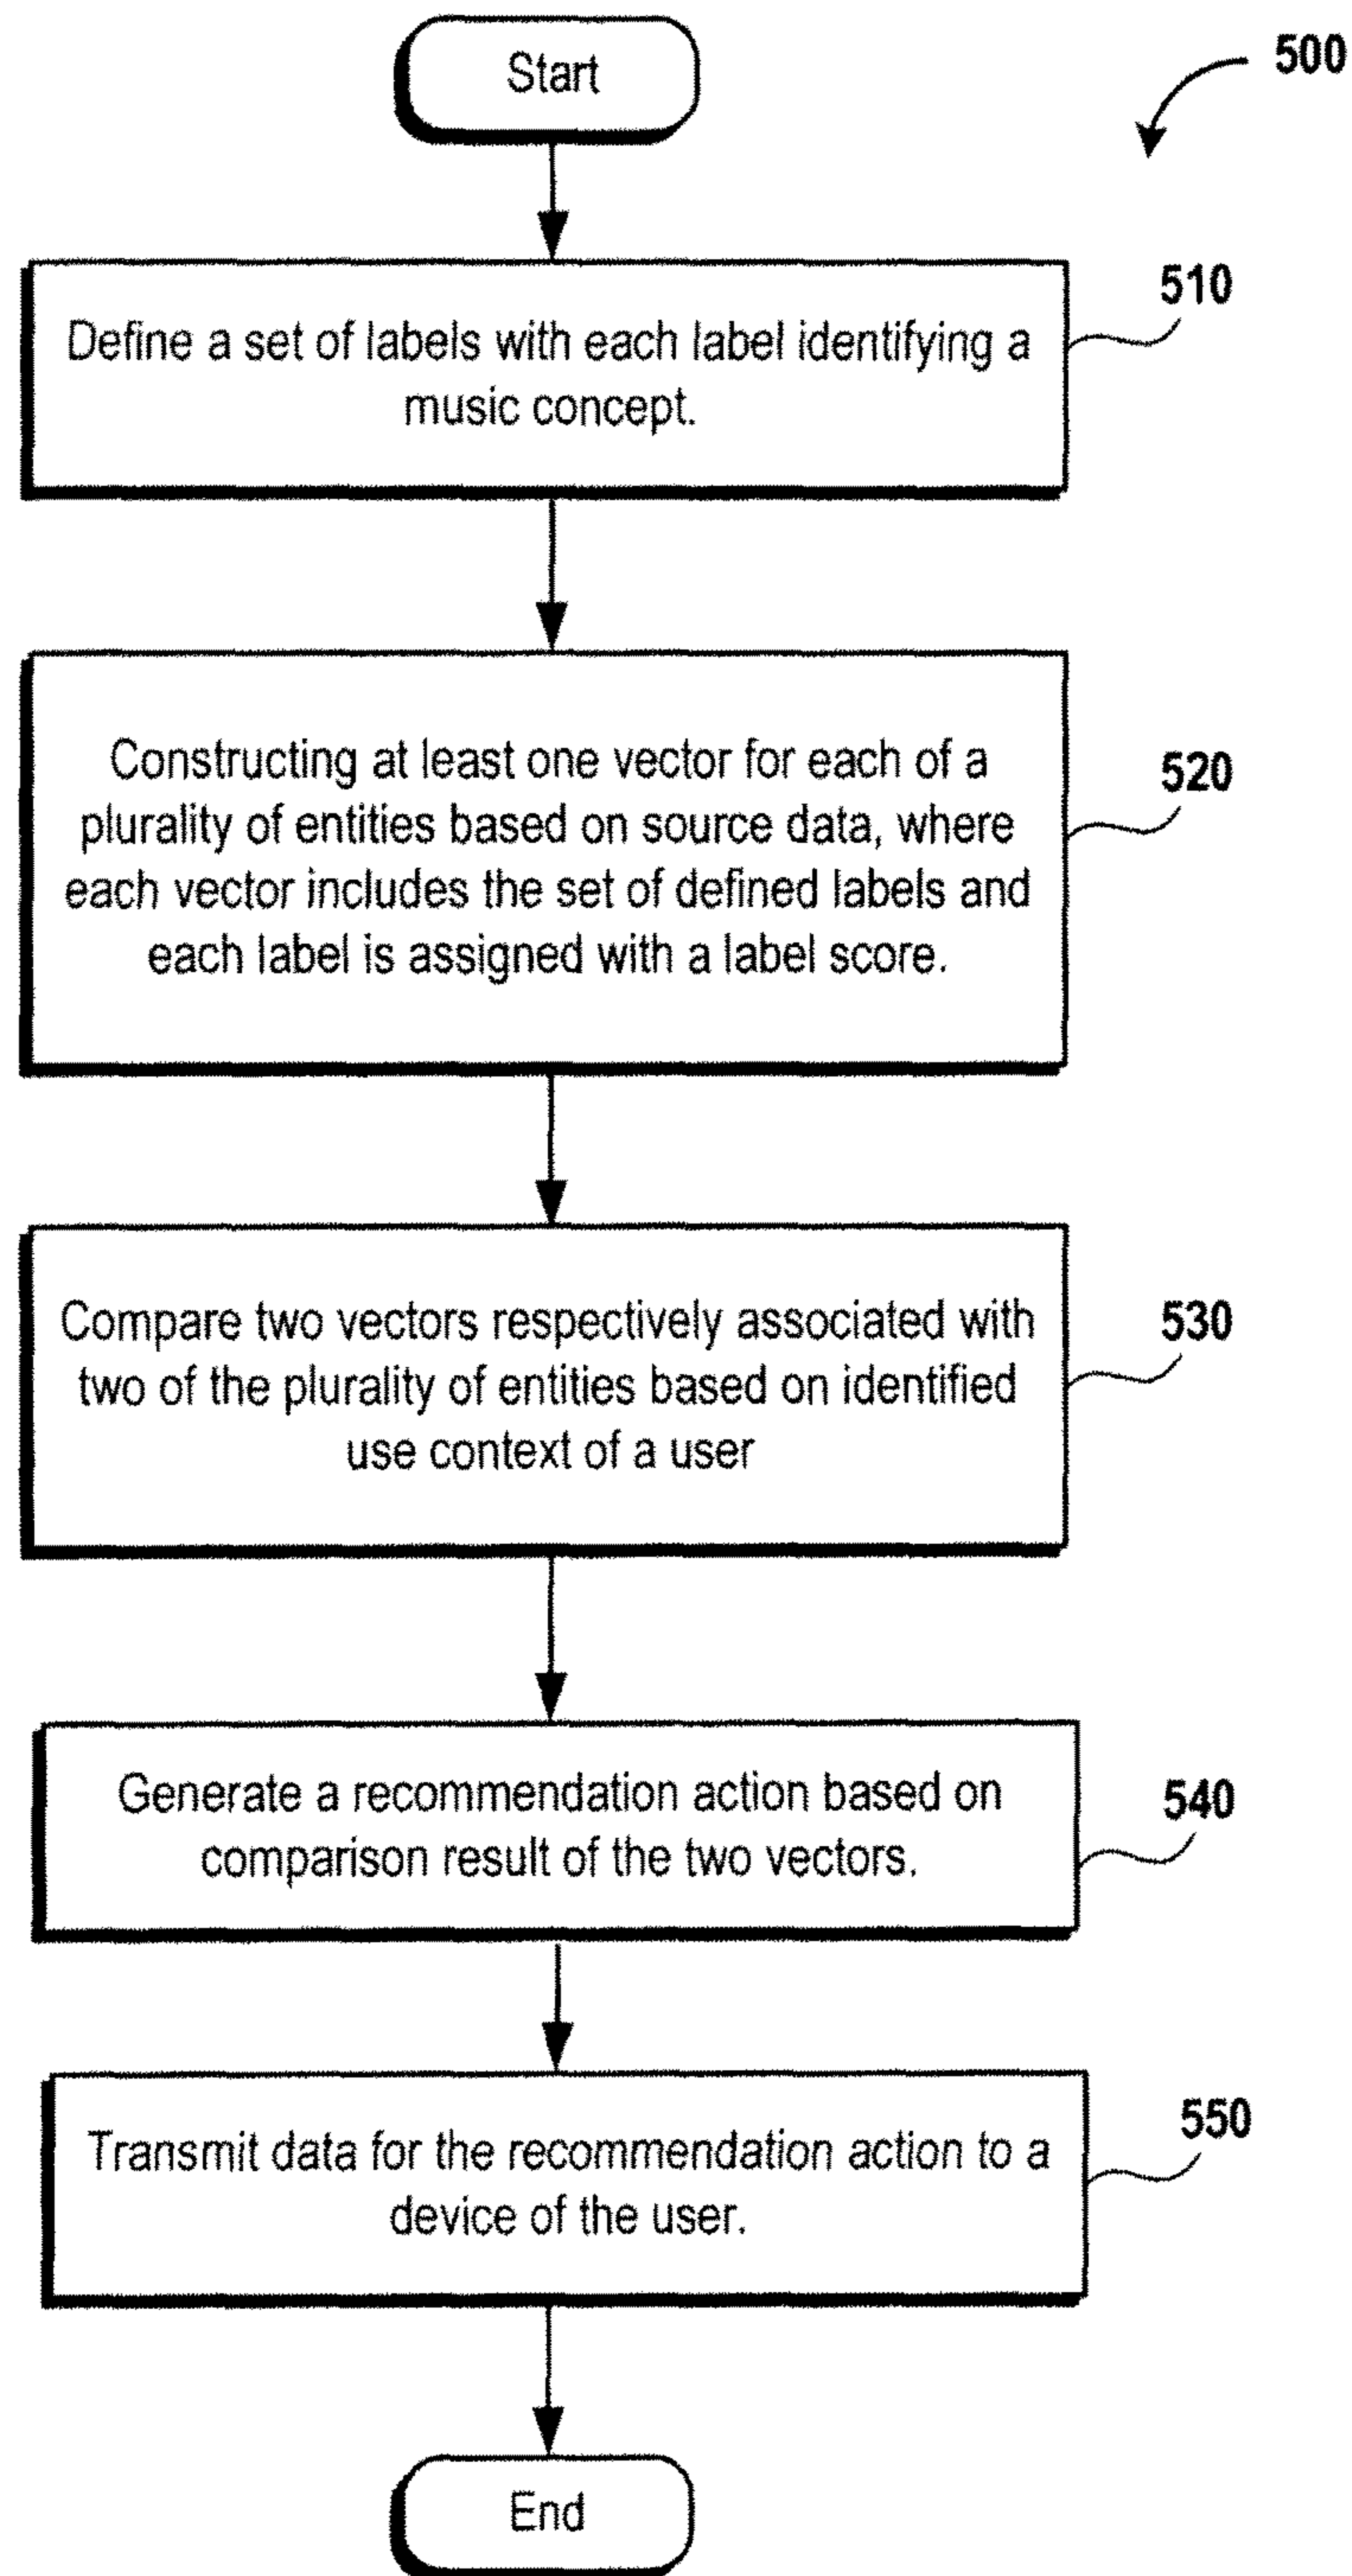 Start
500
Define a set of labels with each label identifying a
music concept.
510
Constructing at least one vector for each of a
plurality of entities based on source data, where
each vector includes the set of defined labels and
each label is assigned with a label score.
520
Compare two vectors respectively associated with
two of the plurality of entities based on identified
use context of a user
530
Generate a recommendation action based on
comparison result of the two vectors.
540
Transmit data for the recommendation action to a
device of the user.
550
End